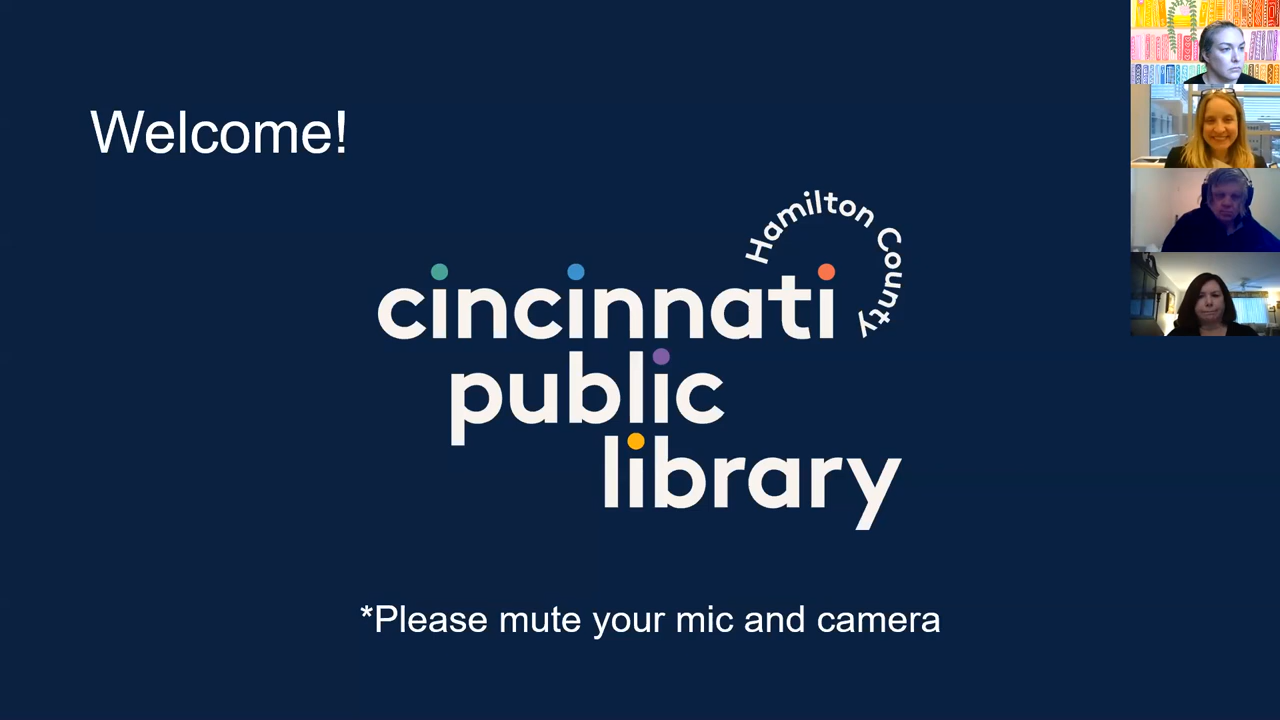 Welcome!
Hamilton County
cincinnati
public
library
*Please mute your mic and camera